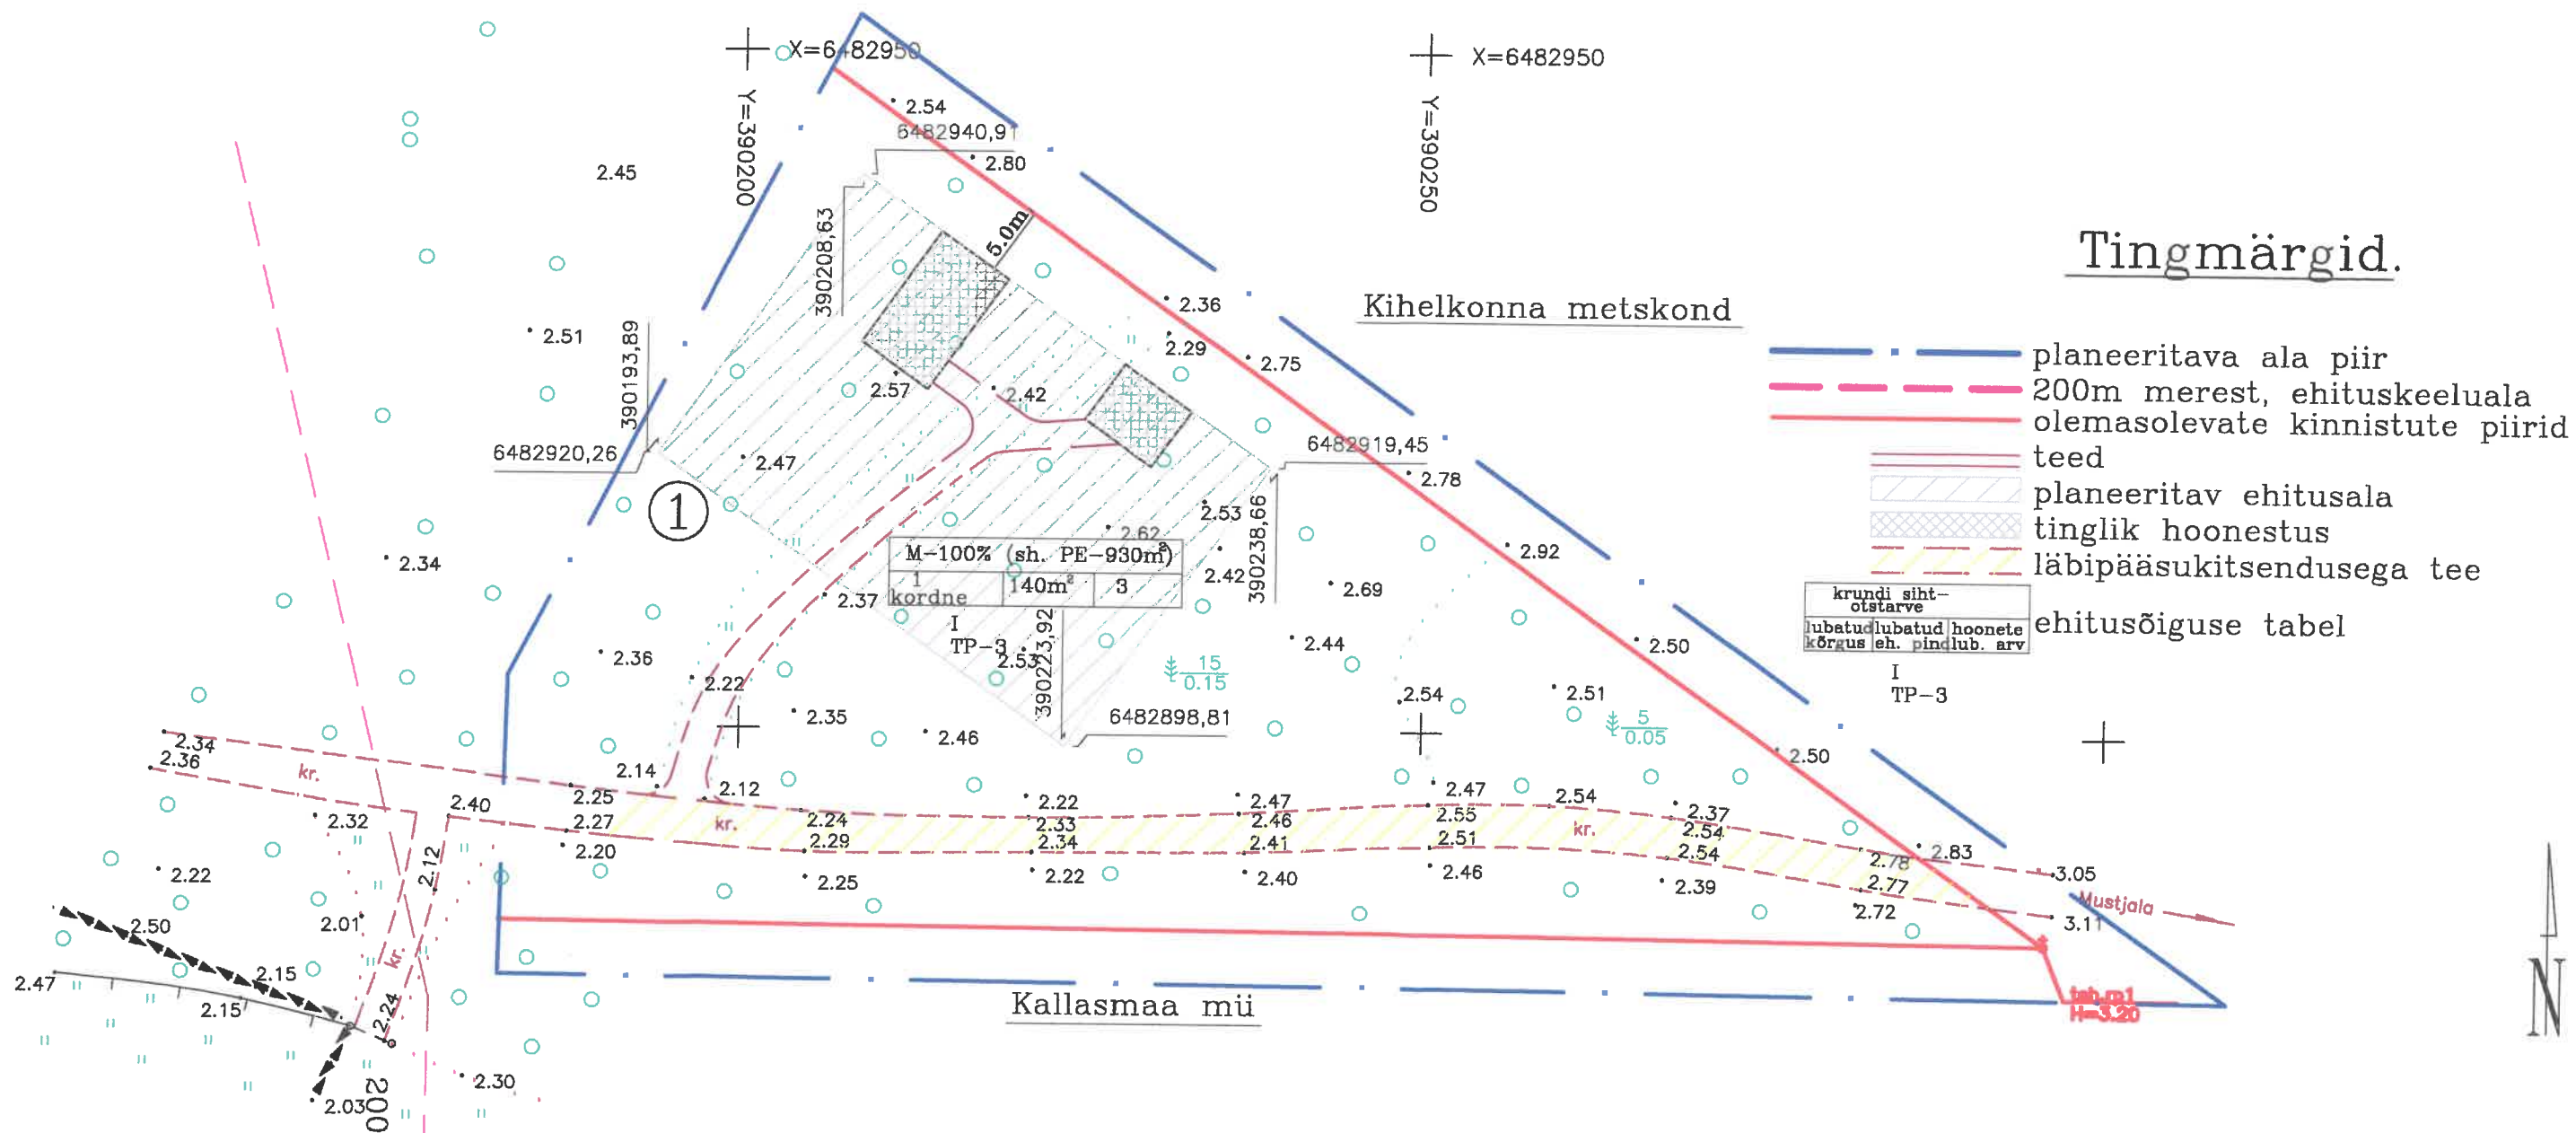 X=6482950
Y=390200
X=6482950
Y=390250
2.54
6482940,91
2.80
2.45
390208,63
5.0m
Tingmärgid.
2.36
Kihelkonna metskond
2.51
390193,89
2.29
2.75
planeeritava ala piir
200m merest, ehituskeeluala
olemasolevate kinnistute piirid
teed
planeeritav ehitusala
tinglik hoonestus
läbipääsukitsendusega tee
krundi siht-
otstarve
lubatud lubatud hoonete
kõrgus eh. pind lub. arv
ehitusõiguse tabel
I
TP-3
2.57
2.42
6482920,26
2.47
6482919,45
2.78
1
2.53
390238,66
2.62
M-100% (sh. PE-930m²)
1 140m² 3
kordne
I
TP-3
2.53
390223,92
2.42
2.92
2.69
2.34
2.37
2.44
2.50
2.36
2.22
15
0.15
2.54
2.51
2.35
6482898,81
2.46
5
0.05
2.50
2.34
2.36
kr.
2.14
2.12
2.40
2.25
2.27
2.20
kr.
2.24
2.29
2.25
2.22
2.33
2.34
2.22
2.47
2.46
2.41
2.40
2.47
2.55
2.51
2.46
2.54
kr.
2.37
2.54
2.54
2.39
2.83
2.78
2.77
2.72
3.05
3.11
Mustjala
2.32
2.12
2.22
2.01
2.50
kr.
2.47
2.15
2.15
2.24
Kallasmaa mü
H=3.20
N
2.30
2.03
200